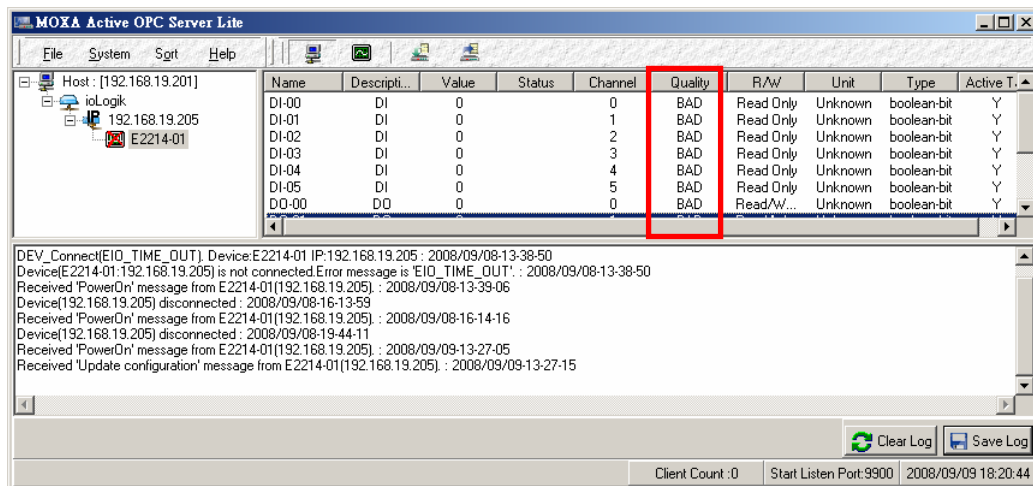 MOXA Active OPC Server Lite
File System Sort Help
Host : [192.168.19.201]
ioLogik
192.168.19.205
E2214-01
Name Descripti... Value Status Channel Quality R/W Unit Type Active T.
DI-00 DI 0 0 BAD Read Only Unknown boolean-bit Y
DI-01 DI 0 1 BAD Read Only Unknown boolean-bit Y
DI-02 DI 0 2 BAD Read Only Unknown boolean-bit Y
DI-03 DI 0 3 BAD Read Only Unknown boolean-bit Y
DI-04 DI 0 4 BAD Read Only Unknown boolean-bit Y
DI-05 DI 0 5 BAD Read Only Unknown boolean-bit Y
DO-00 DO 0 0 BAD Read/W... Unknown boolean-bit Y
DEV_Connect(EIO_TIME_OUT). Device:E2214-01 IP:192.168.19.205 : 2008/09/08-13-38-50
Device(E2214-01:192.168.19.205) is not connected.Error message is 'EIO_TIME_OUT'. : 2008/09/08-13-38-50
Received 'PowerOn' message from E2214-01(192.168.19.205). : 2008/09/08-13-39-06
Device(192.168.19.205) disconnected : 2008/09/08-16-13-59
Received 'PowerOn' message from E2214-01(192.168.19.205). : 2008/09/08-16-14-16
Device(192.168.19.205) disconnected : 2008/09/08-19-44-11
Received 'PowerOn' message from E2214-01(192.168.19.205). : 2008/09/09-13-27-05
Received 'Update configuration' message from E2214-01(192.168.19.205). : 2008/09/09-13-27-15
Clear Log Save Log
Client Count :0 Start Listen Port:9900 2008/09/09 18:20:44